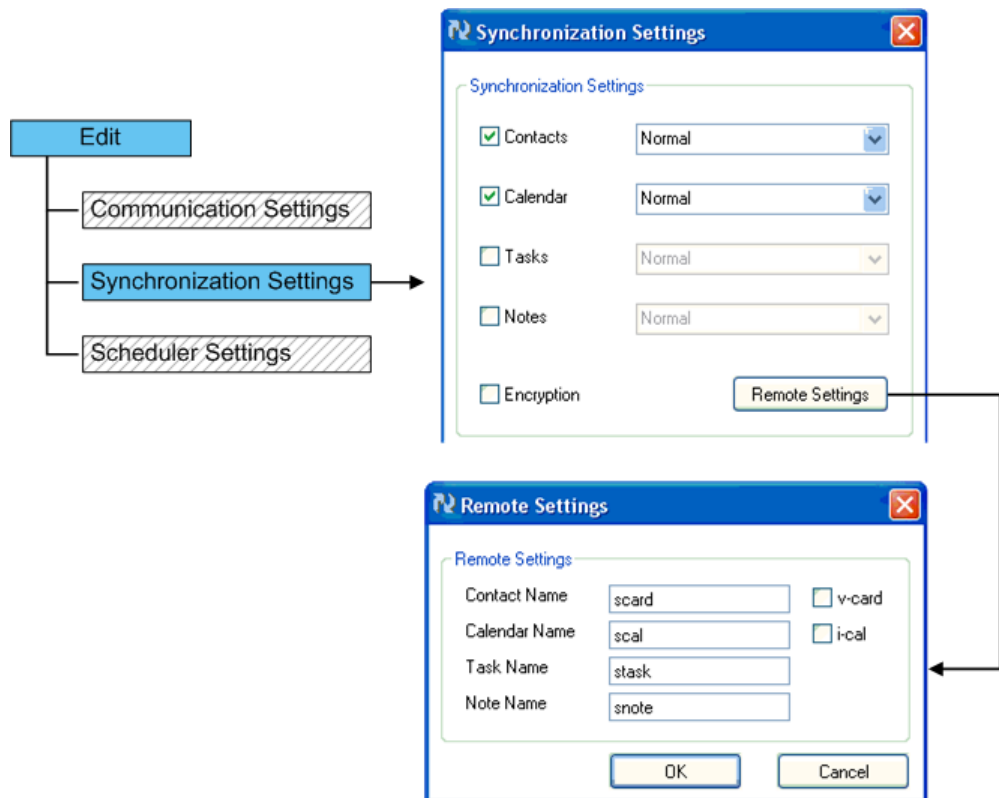 Edit
Communication Settings
Synchronization Settings
Scheduler Settings
Synchronization Settings
Synchronization Settings
Contacts Normal
Calendar Normal
Tasks Normal
Notes Normal
Encryption Remote Settings
Remote Settings
Remote Settings
Contact Name scard v-card
Calendar Name scal i-cal
Task Name stask
Note Name snote
OK Cancel